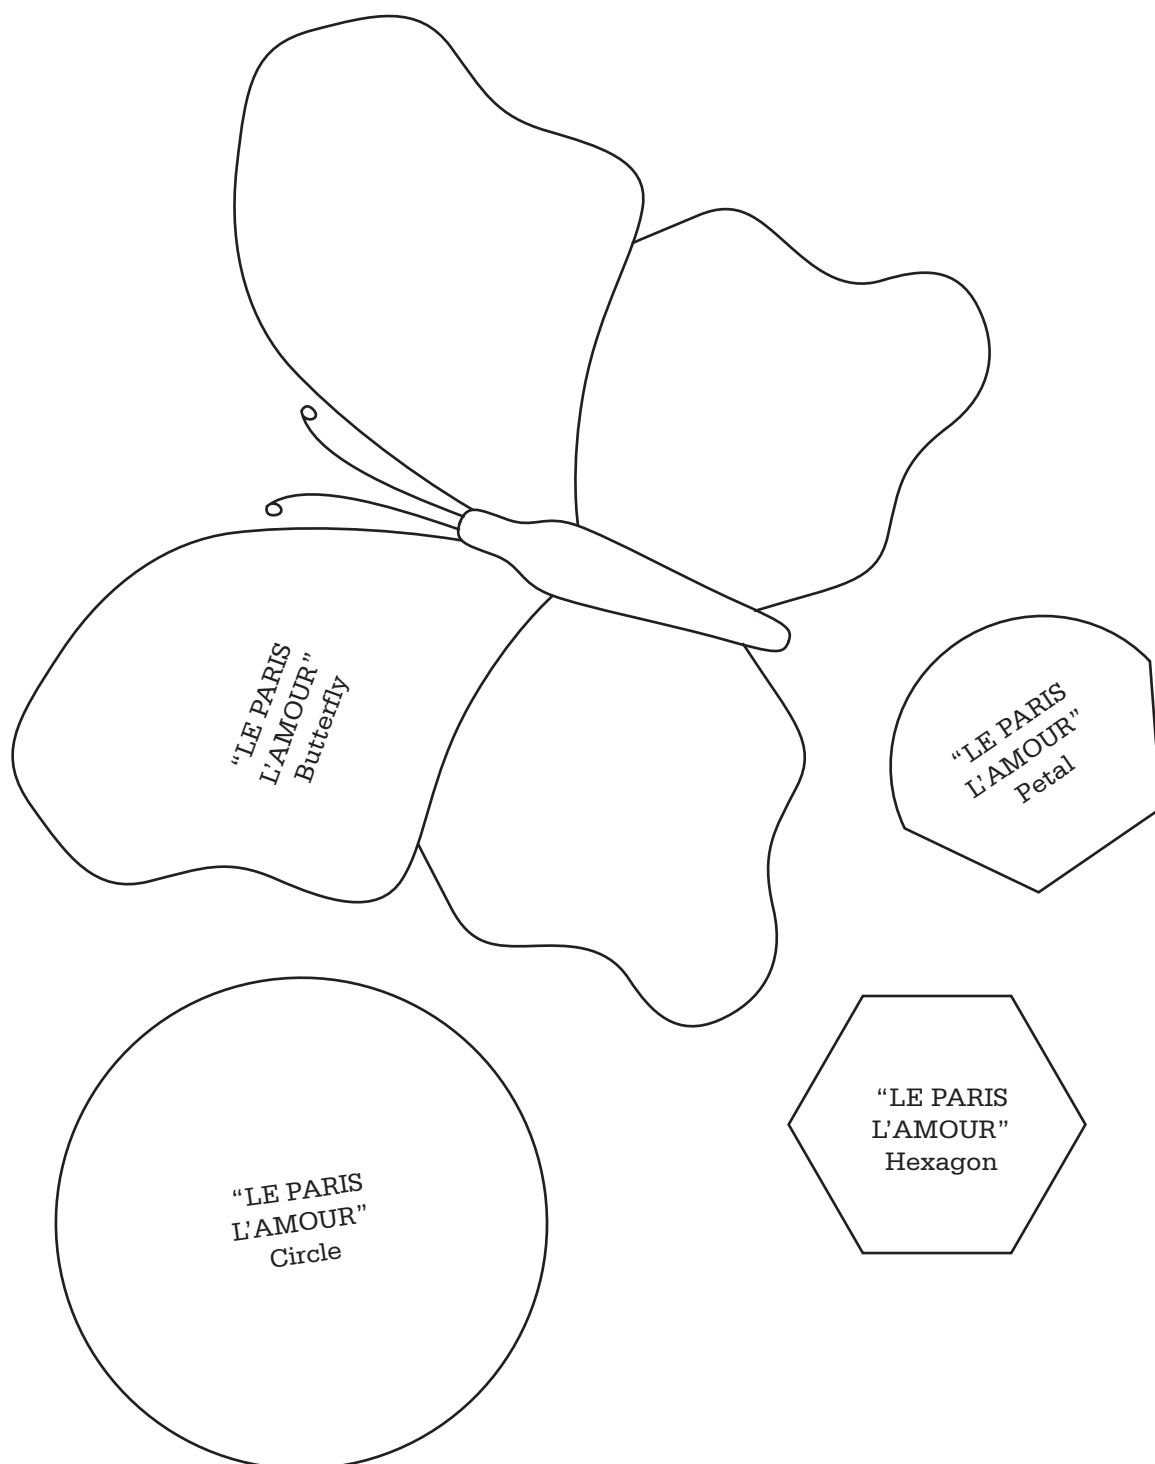 “LE PARIS
L’AMOUR”
Butterfly
“LE PARIS
L’AMOUR”
Petal
“LE PARIS
L’AMOUR”
Hexagon
“LE PARIS
L’AMOUR”
Circle